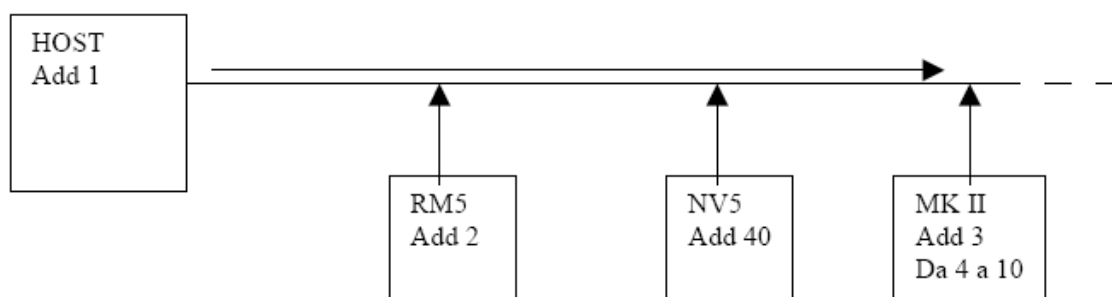 HOST
Add 1
RM5
Add 2
NV5
Add 40
MK II
Add 3
Da 4 a 10